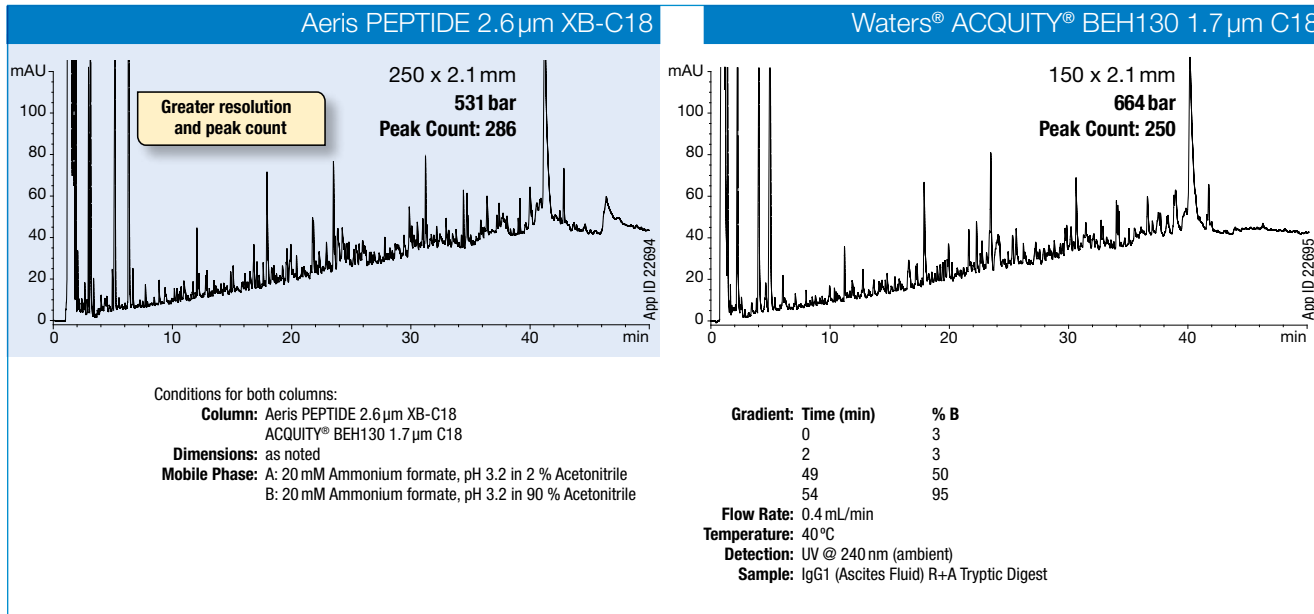 Aeris PEPTIDE 2.6 µm XB-C18
mAU
100
80
60
40
20
0
Greater resolution
and peak count
250 x 2.1 mm
531 bar
Peak Count: 286
App ID 22694
0 10 20 30 40 min
Waters® ACQUITY® BEH130 1.7 µm C18
mAU
100
80
60
40
20
0
150 x 2.1 mm
664 bar
Peak Count: 250
App ID 22695
0 10 20 30 40 min
Conditions for both columns:
Column: Aeris PEPTIDE 2.6 µm XB-C18
ACQUITY® BEH130 1.7 µm C18
Dimensions: as noted
Mobile Phase: A: 20 mM Ammonium formate, pH 3.2 in 2 % Acetonitrile
B: 20 mM Ammonium formate, pH 3.2 in 90 % Acetonitrile
Gradient: Time (min) % B
0 3
2 3
49 50
54 95
Flow Rate: 0.4 mL/min
Temperature: 40 ºC
Detection: UV @ 240 nm (ambient)
Sample: IgG1 (Ascites Fluid) R+A Tryptic Digest